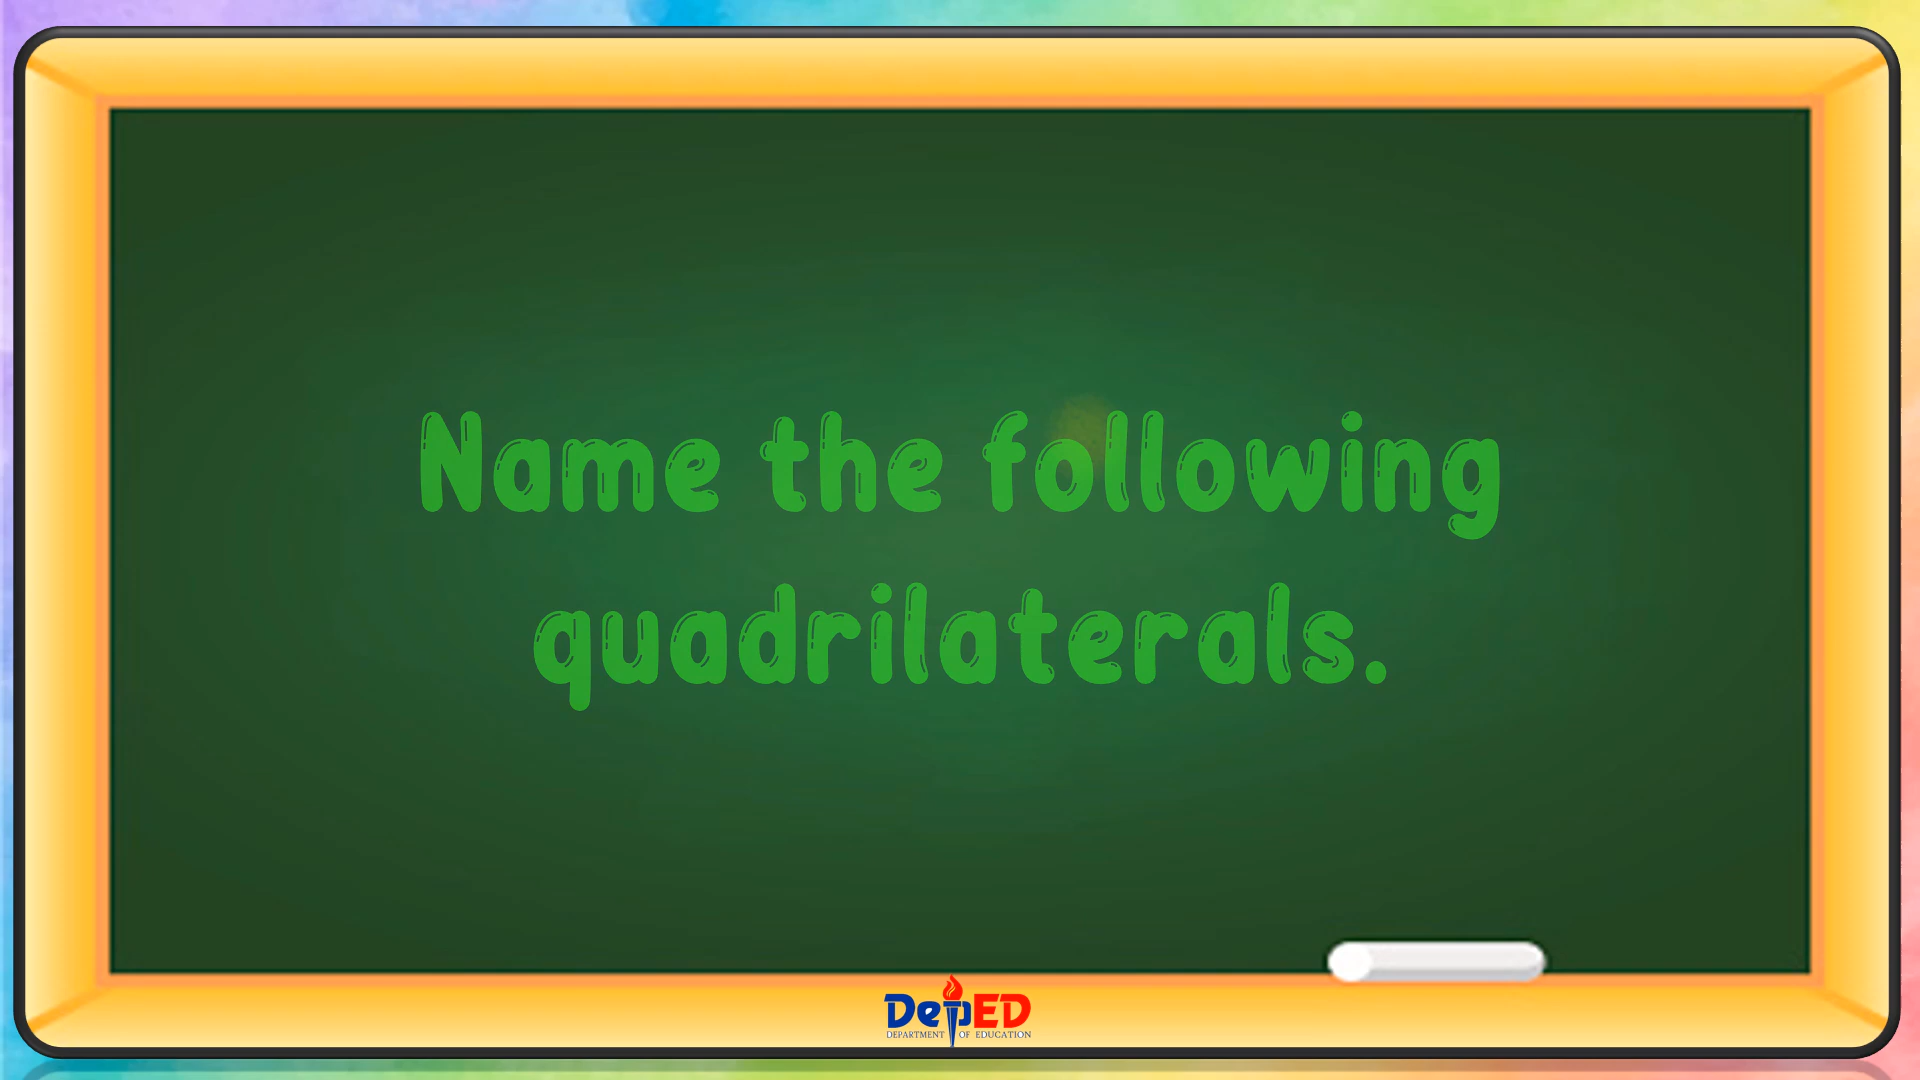 Name the following
quadrilaterals.
DepED
DEPARTMENT OF EDUCATION